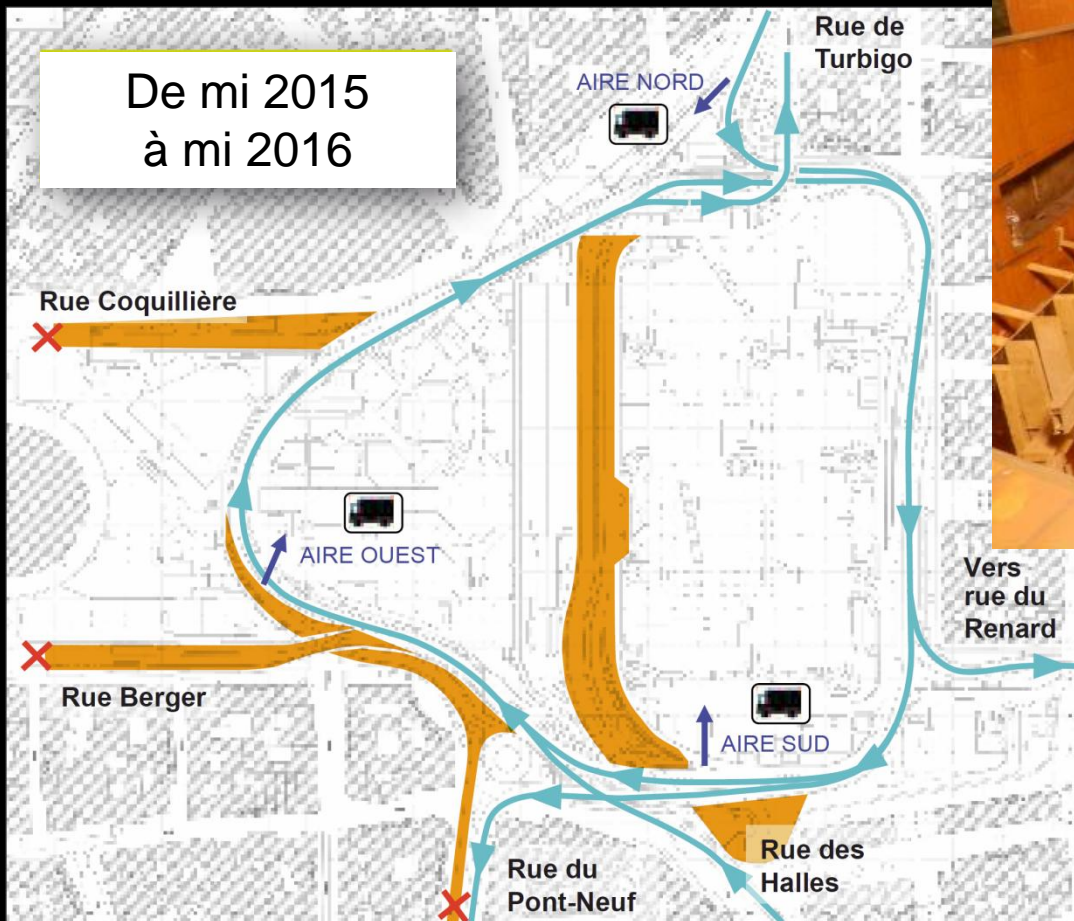 De mi 2015
à mi 2016
Rue de
Turbigo
AIRE NORD
Rue Coquillière
AIRE OUEST
Vers
rue du
Renard
Rue Berger
AIRE SUD
Rue du
Pont-Neuf
Rue des
Halles